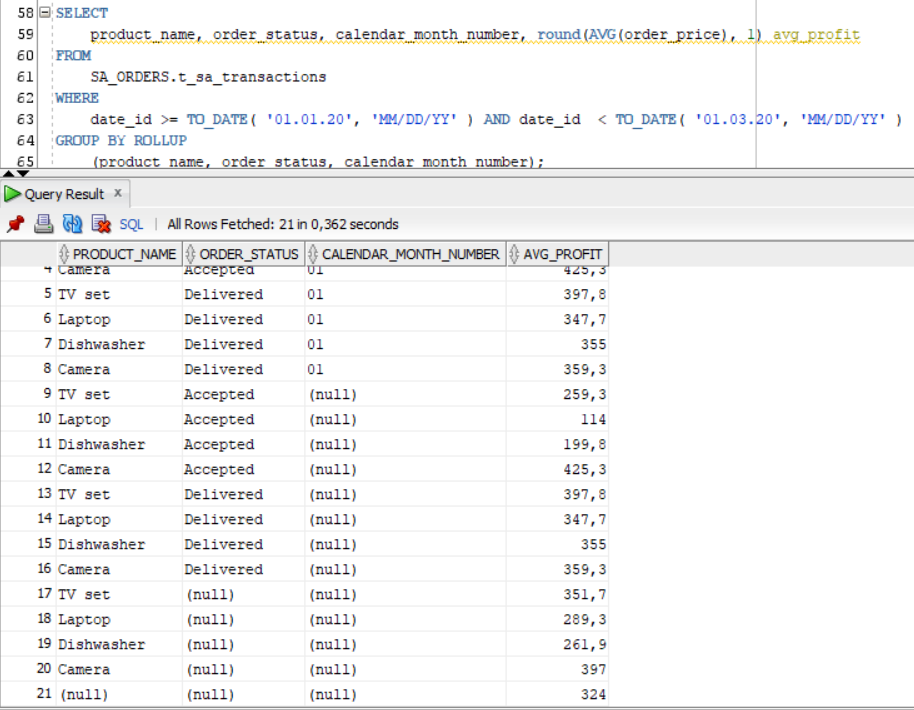 58 SELECT
59 product_name, order_status, calendar_month_number, round(AVG(order_price), 1) avg_profit
60 FROM
61 SA_ORDERS.t_sa_transactions
62 WHERE
63 date_id >= TO_DATE( '01.01.20', 'MM/DD/YY' ) AND date_id < TO_DATE( '01.03.20', 'MM/DD/YY' )
64 GROUP BY ROLLUP
65 (product_name, order_status, calendar_month_number);
Query Result x
SQL | All Rows Fetched: 21 in 0,362 seconds
PRODUCT_NAME ORDER_STATUS CALENDAR_MONTH_NUMBER AVG_PROFIT
4 Camera Accepted 01 425,3
5 TV set Delivered 01 397,8
6 Laptop Delivered 01 347,7
7 Dishwasher Delivered 01 355
8 Camera Delivered 01 359,3
9 TV set Accepted (null) 259,3
10 Laptop Accepted (null) 114
11 Dishwasher Accepted (null) 199,8
12 Camera Accepted (null) 425,3
13 TV set Delivered (null) 397,8
14 Laptop Delivered (null) 347,7
15 Dishwasher Delivered (null) 355
16 Camera Delivered (null) 359,3
17 TV set (null) (null) 351,7
18 Laptop (null) (null) 289,3
19 Dishwasher (null) (null) 261,9
20 Camera (null) (null) 397
21 (null) (null) (null) 324